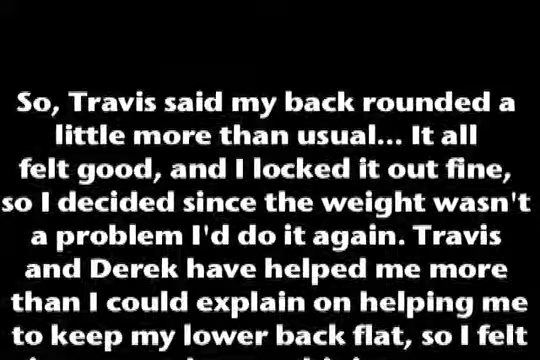 So, Travis said my back rounded a
little more than usual... It all
felt good, and I locked it out fine,
so I decided since the weight wasn't
a problem I'd do it again. Travis
and Derek have helped me more
than I could explain on helping me
to keep my lower back flat, so I felt